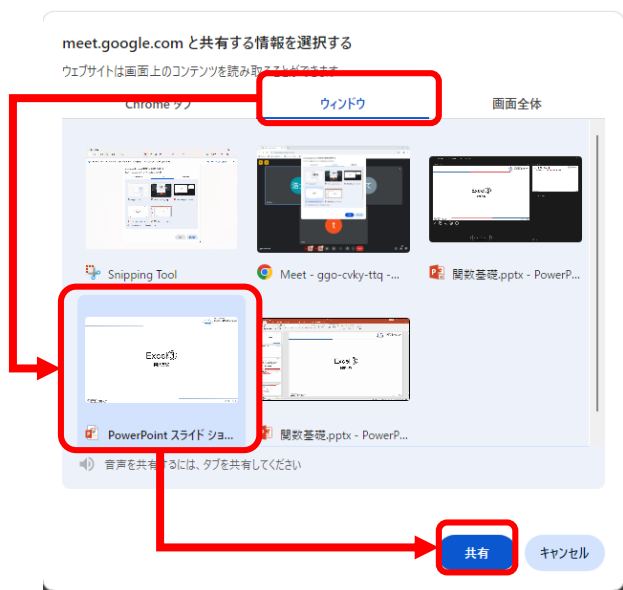 meet.google.com と共有する情報を選択する
ウェブサイトは画面上のコンテンツを読み取ることができます
Chrome タブ
ウィンドウ
画面全体
Snipping Tool
Meet - ggo-cvky-ttq -...
関数基礎.pptx - PowerP...
PowerPoint スライド ショ...
関数基礎.pptx - PowerP...
音声を共有するには、タブを共有してください
共有
キャンセル